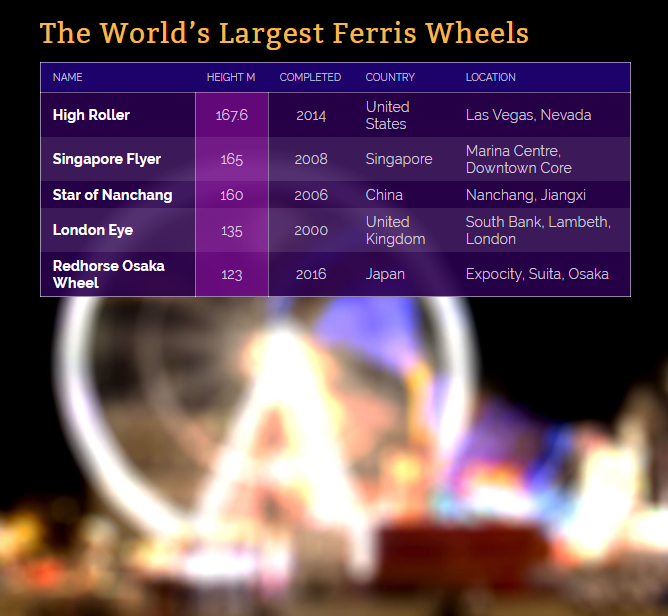 The World’s Largest Ferris Wheels
NAME HEIGHT M COMPLETED COUNTRY LOCATION
High Roller 167.6 2014 United States Las Vegas, Nevada
Singapore Flyer 165 2008 Singapore Marina Centre, Downtown Core
Star of Nanchang 160 2006 China Nanchang, Jiangxi
London Eye 135 2000 United Kingdom South Bank, Lambeth, London
Redhorse Osaka Wheel 123 2016 Japan Expocity, Suita, Osaka